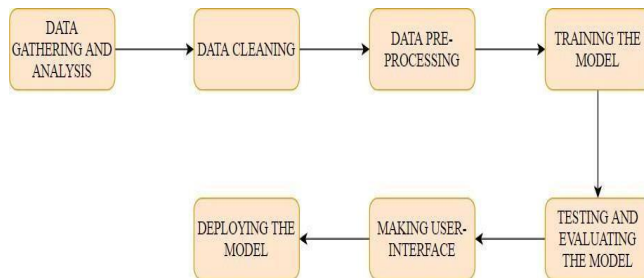 DATA
GATHERING AND
ANALYSIS
DATA CLEANING
DATA PRE-
PROCESSING
TRAINING THE
MODEL
TESTING AND
EVALUATING
THE MODEL
MAKING USER-
INTERFACE
DEPLOYING THE
MODEL